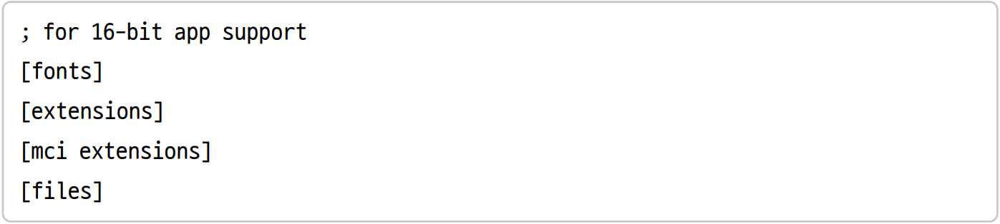 ; for 16-bit app support
[fonts]
[extensions]
[mci extensions]
[files]